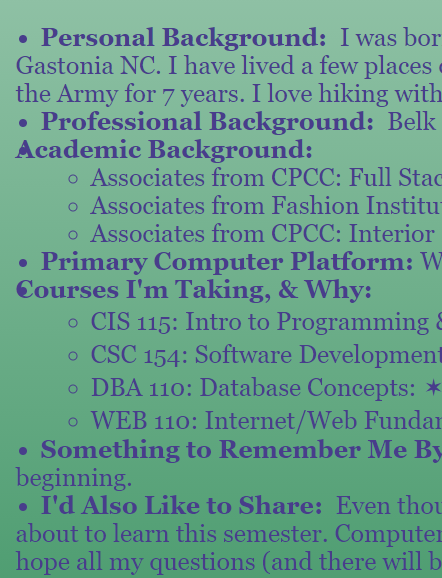 • Personal Background: I was bor
Gastonia NC. I have lived a few places
the Army for 7 years. I love hiking with
• Professional Background: Belk
• Academic Background:
◦ Associates from CPCC: Full Stac
◦ Associates from Fashion Institu
◦ Associates from CPCC: Interior
• Primary Computer Platform: W
• Courses I'm Taking, & Why:
◦ CIS 115: Intro to Programming &
◦ CSC 154: Software Development
◦ DBA 110: Database Concepts: ✶
◦ WEB 110: Internet/Web Fundar
• Something to Remember Me By
beginning.
• I'd Also Like to Share: Even thou
about to learn this semester. Computer
hope all my questions (and there will b